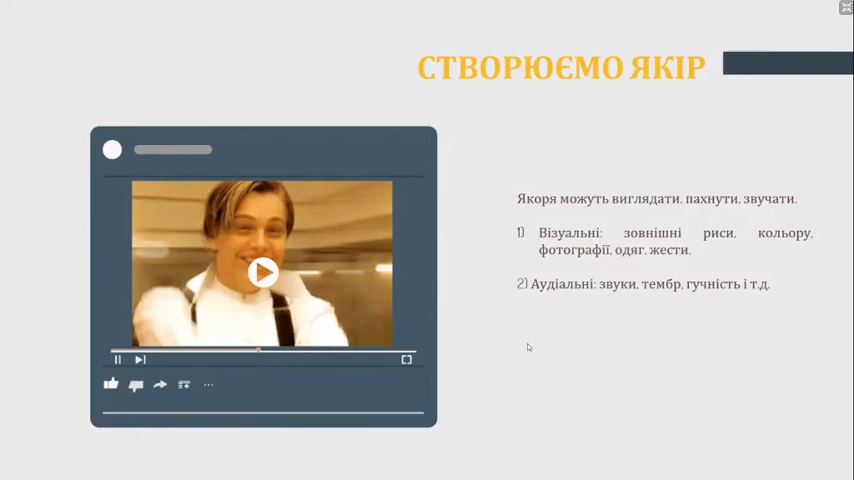 СТВОРЮЄМО ЯКІР
Якоря можуть виглядати, пахнути, звучати.
1) Візуальні: зовнішні риси, кольору,
фотографії, одяг, жести.
2) Аудіальні: звуки, тембр, гучність і т.д.